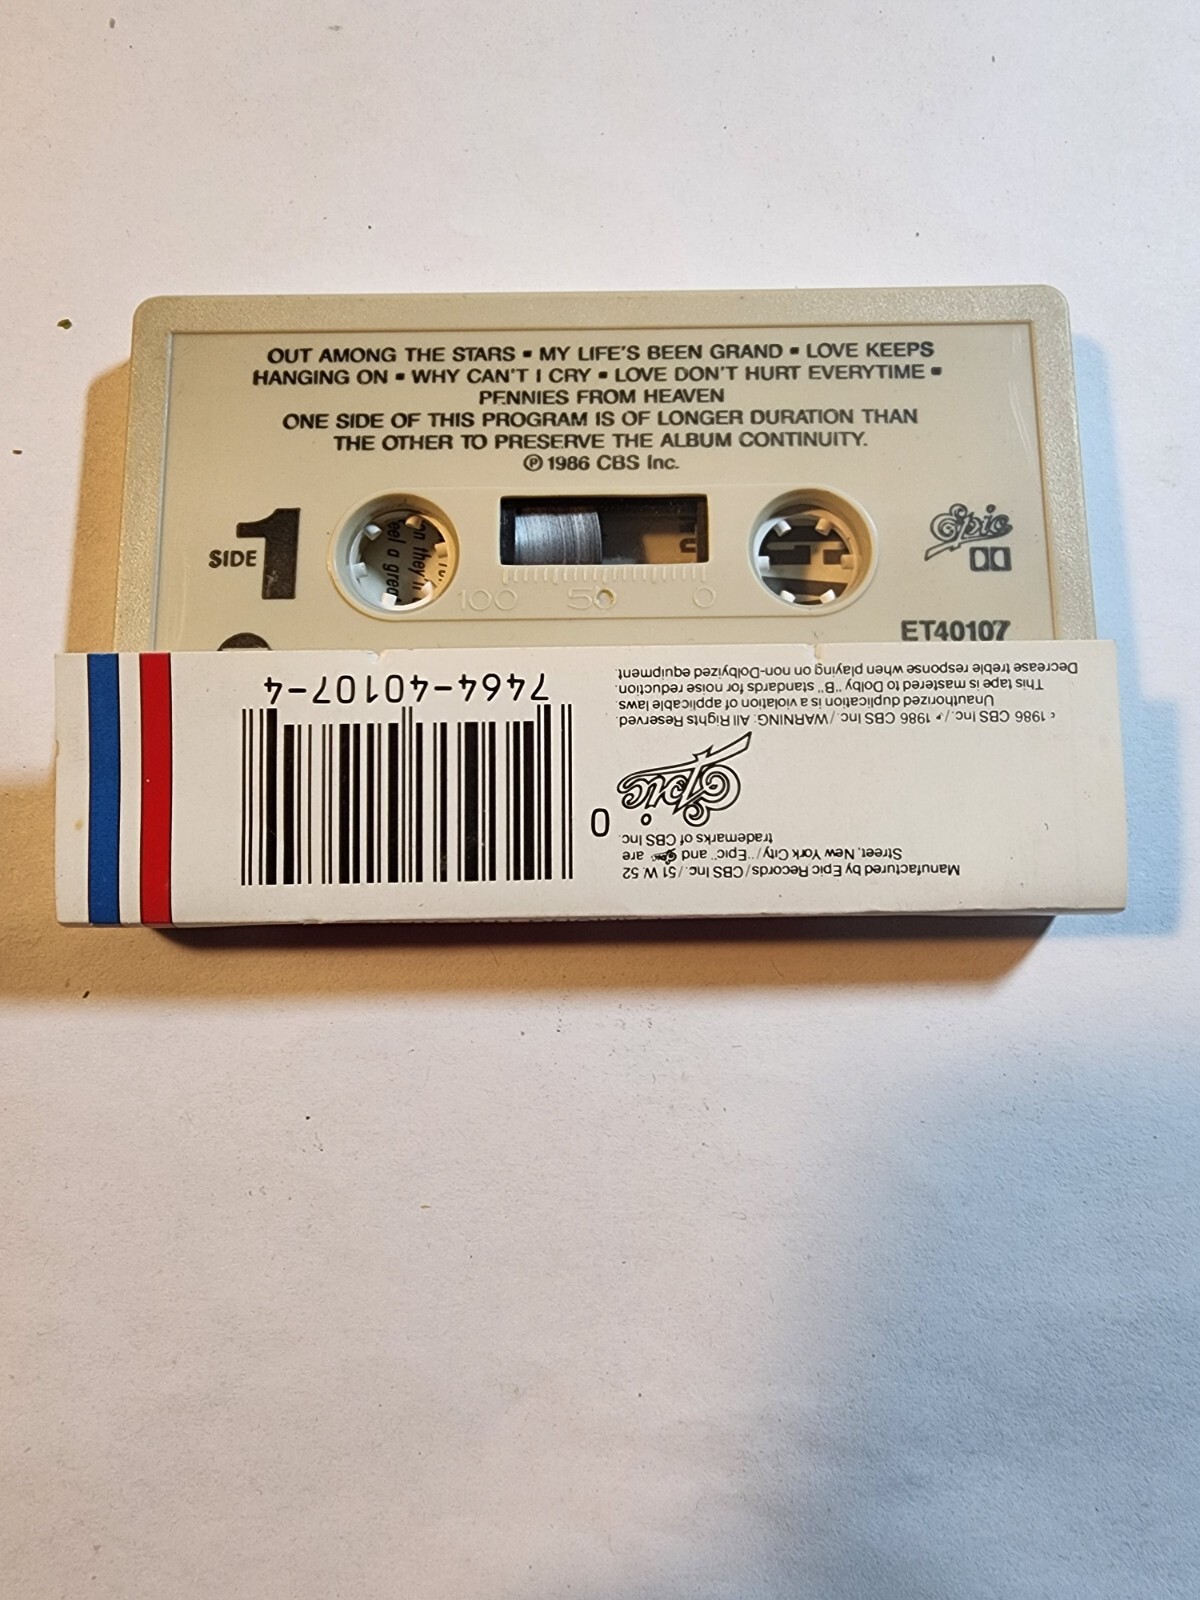 OUT AMONG THE STARS ▪ MY LIFE'S BEEN GRAND ▪ LOVE KEEPS
HANGING ON ▪ WHY CAN'T I CRY ▪ LOVE DON'T HURT EVERYTIME ▪
PENNIES FROM HEAVEN
ONE SIDE OF THIS PROGRAM IS OF LONGER DURATION THAN
THE OTHER TO PRESERVE THE ALBUM CONTINUITY.
℗ 1986 CBS Inc.
SIDE 1
100 50 0
Epic
ET40107
Manufactured by Epic Records/CBS Inc./51 W. 52
Street, New York City/"Epic" and Epic are
trademarks of CBS Inc.
Epic
© 1986 CBS Inc./℗ 1986 CBS Inc./WARNING: All Rights Reserved.
Unauthorized duplication is a violation of applicable laws.
This tape is mastered to Dolby "B" standards for noise reduction.
Decrease treble response when playing on non-Dolbyized equipment.
0
7464-40107-4